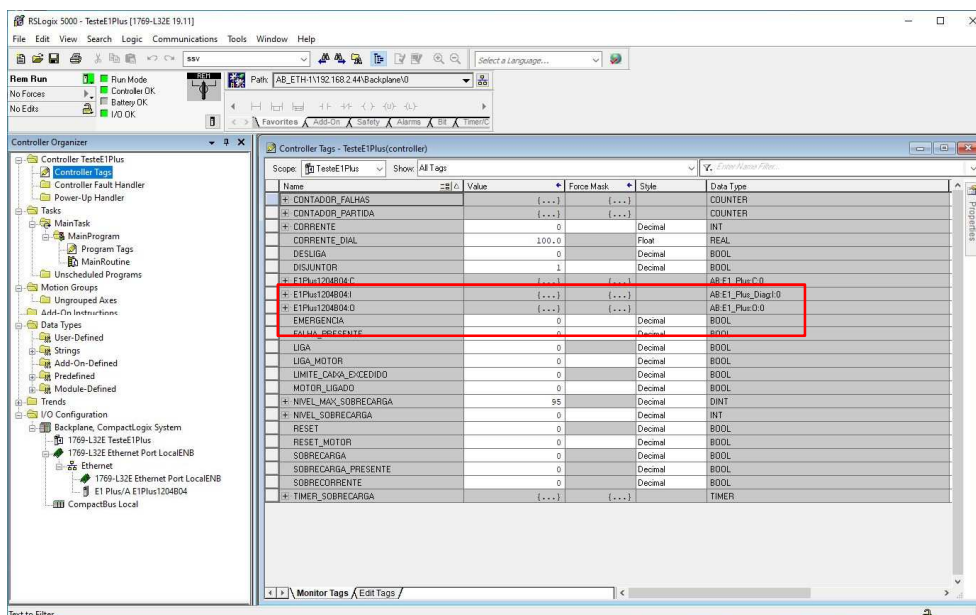 RSLogix 5000 - TesteE1Plus [1769-L32E 19.11]
File Edit View Search Logic Communications Tools Window Help
ssv
Select a Language...
Rem Run
Run Mode
No Forces
Controller OK
Battery OK
No Edits
I/O OK
REM
Path: AB_ETH-1\192.168.2.44\Backplane\0
Favorites Add-On Safety Alarms Bit Timer/C
Controller Organizer
Controller TesteE1Plus
Controller Tags
Controller Fault Handler
Power-Up Handler
Tasks
MainTask
MainProgram
Program Tags
MainRoutine
Unscheduled Programs
Motion Groups
Ungrouped Axes
Add-On Instructions
Data Types
User-Defined
Strings
Add-On-Defined
Predefined
Module-Defined
Trends
I/O Configuration
Backplane, CompactLogix System
1769-L32E TesteE1Plus
1769-L32E Ethernet Port LocalENB
Ethernet
1769-L32E Ethernet Port LocalENB
E1 Plus/A E1Plus1204B04
CompactBus Local
Controller Tags - TesteE1Plus(controller)
Scope: TesteE1Plus Show: All Tags Enter Name Filter...
Name Value Force Mask Style Data Type
CONTADOR_FALHAS {...} {...} COUNTER
CONTADOR_PARTIDA {...} {...} COUNTER
CORRENTE 0 Decimal INT
CORRENTE_DIAL 100.0 Float REAL
DESLIGA 0 Decimal BOOL
DISJUNTOR 1 Decimal BOOL
E1Plus1204B04:C {...} {...} AB:E1_Plus:C:0
E1Plus1204B04:I {...} {...} AB:E1_Plus_Diag:I:0
E1Plus1204B04:O {...} {...} AB:E1_Plus:O:0
EMERGENCIA 0 Decimal BOOL
FALHA_PRESENTE 0 Decimal BOOL
LIGA 0 Decimal BOOL
LIGA_MOTOR 0 Decimal BOOL
LIMITE_CAIXA_EXCEDIDO 0 Decimal BOOL
MOTOR_LIGADO 0 Decimal BOOL
NIVEL_MAX_SOBRECARGA 95 Decimal DINT
NIVEL_SOBRECARGA 0 Decimal INT
RESET 0 Decimal BOOL
RESET_MOTOR 0 Decimal BOOL
SOBRECARGA 0 Decimal BOOL
SOBRECARGA_PRESENTE 0 Decimal BOOL
SOBRECORRENTE 0 Decimal BOOL
TIMER_SOBRECARGA {...} {...} TIMER
Properties
Monitor Tags Edit Tags
Text to Filter